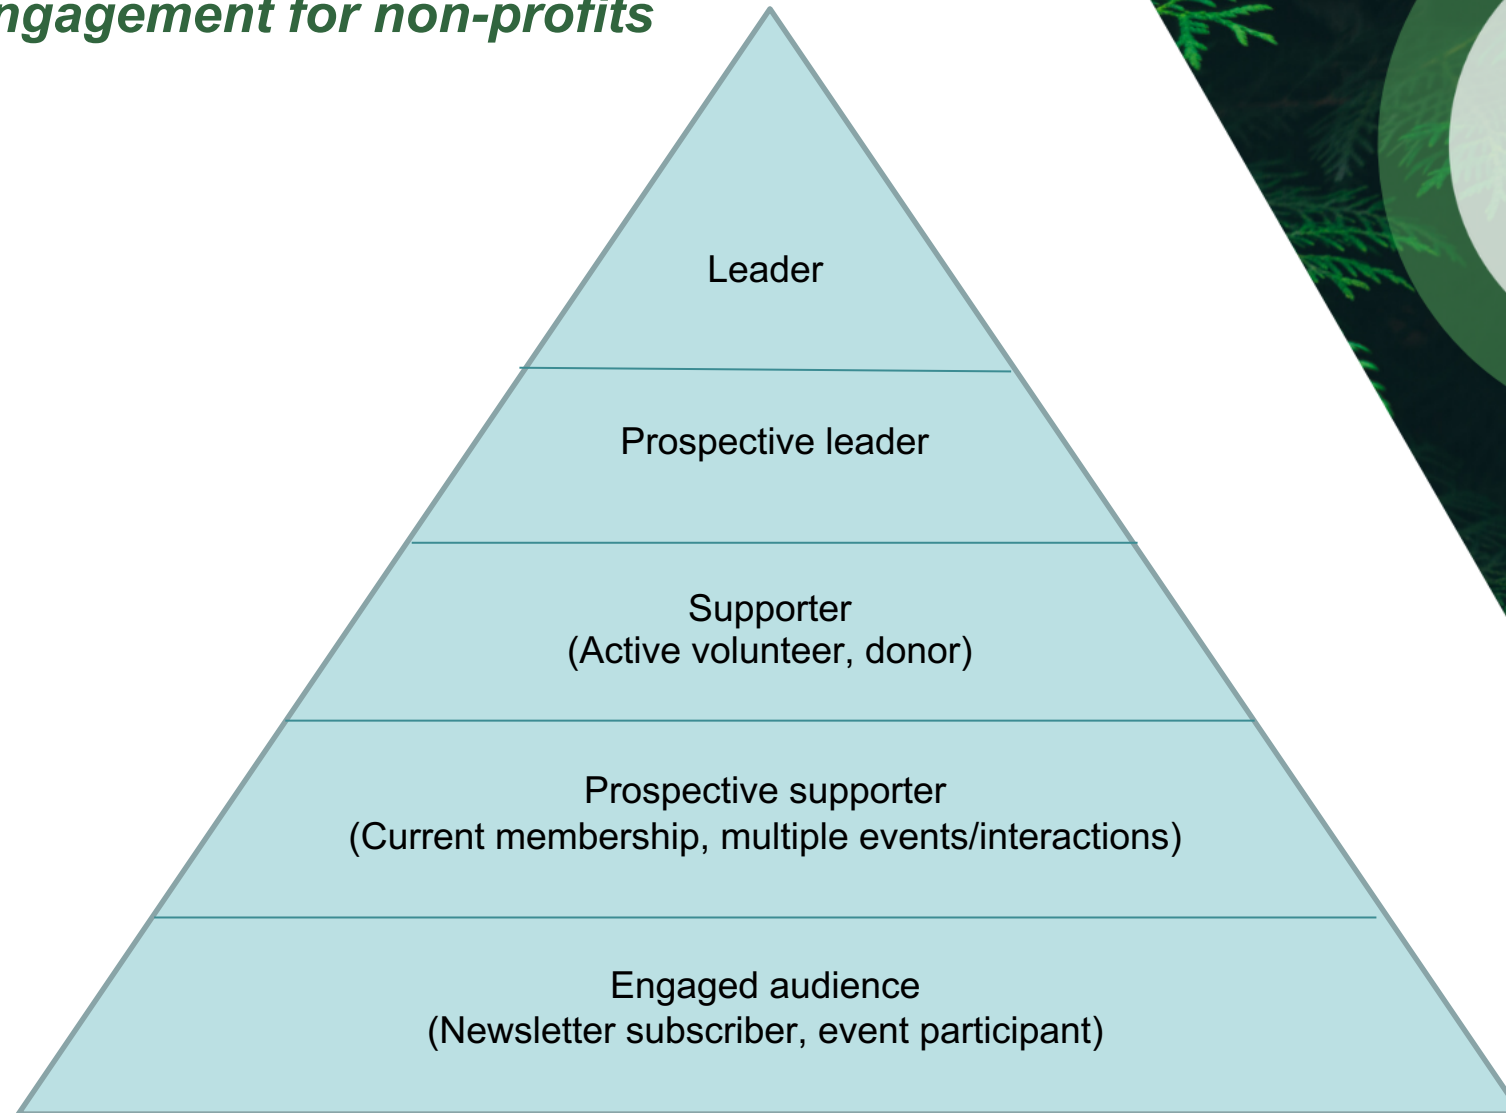 ngagement for non-profits
Leader
Prospective leader
Supporter
(Active volunteer, donor)
Prospective supporter
(Current membership, multiple events/interactions)
Engaged audience
(Newsletter subscriber, event participant)